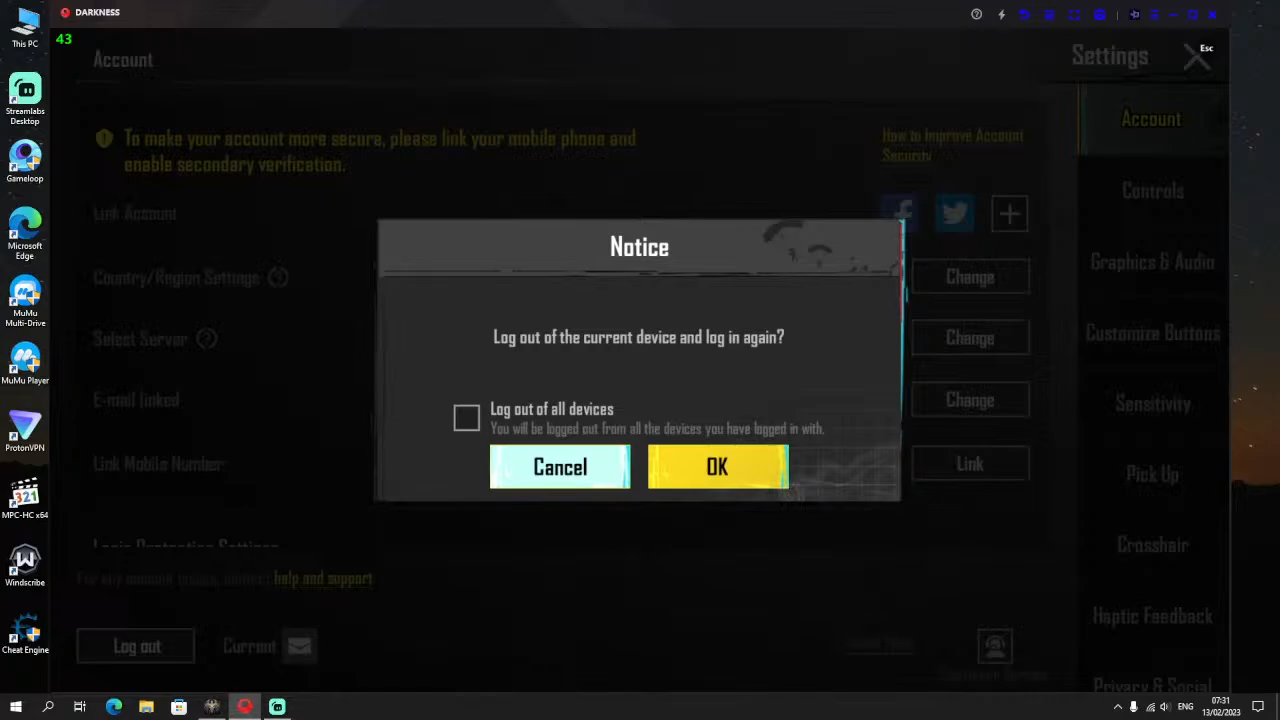 DARKNESS
43
This PC
Streamlabs
Desktop
Gameloop
Microsoft
Edge
MuMu
Multi-Drive
MuMu Player
ProtonVPN
321
MPC-HC x64
Windscribe
Cheat Engine
Account
Settings
Esc
To make your account more secure, please link your mobile phone and
enable secondary verification.
How to Improve Account
Security
Link Account
Country/Region Settings
Change
Select Server
Change
E-mail linked
Change
Link Mobile Number
Link
Login Protection Settings
help and support
Log out
Current
Notice
Log out of the current device and log in again?
Log out of all devices
You will be logged out from all the devices you have logged in with.
Cancel
OK
Account
Controls
Graphics & Audio
Customize Buttons
Sensitivity
Pick Up
Crosshair
Haptic Feedback
Privacy & Social
ENG
07:31
13/02/2023